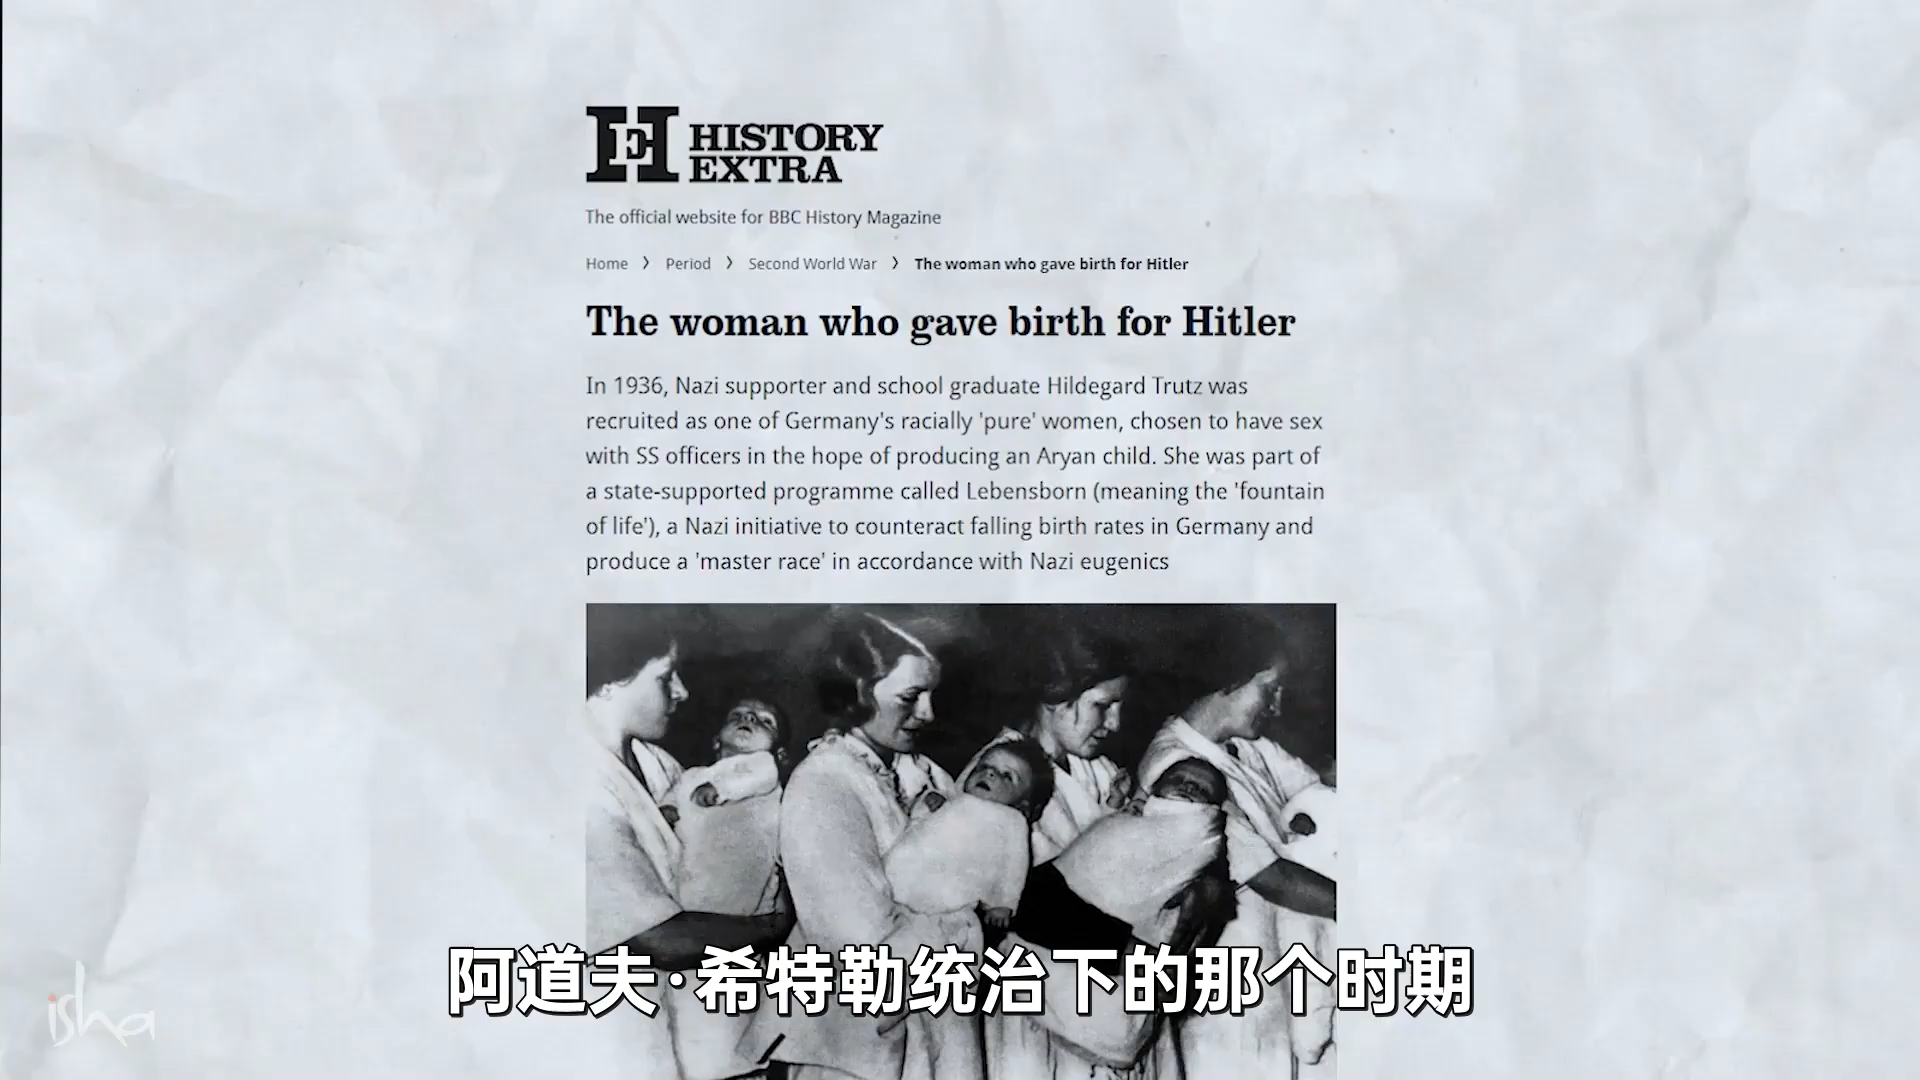 HE HISTORY
EXTRA
The official website for BBC History Magazine
Home > Period > Second World War > The woman who gave birth for Hitler
The woman who gave birth for Hitler
In 1936, Nazi supporter and school graduate Hildegard Trutz was
recruited as one of Germany's racially 'pure' women, chosen to have sex
with SS officers in the hope of producing an Aryan child. She was part of
a state-supported programme called Lebensborn (meaning the 'fountain
of life'), a Nazi initiative to counteract falling birth rates in Germany and
produce a 'master race' in accordance with Nazi eugenics
阿道夫·希特勒统治下的那个时期
isha